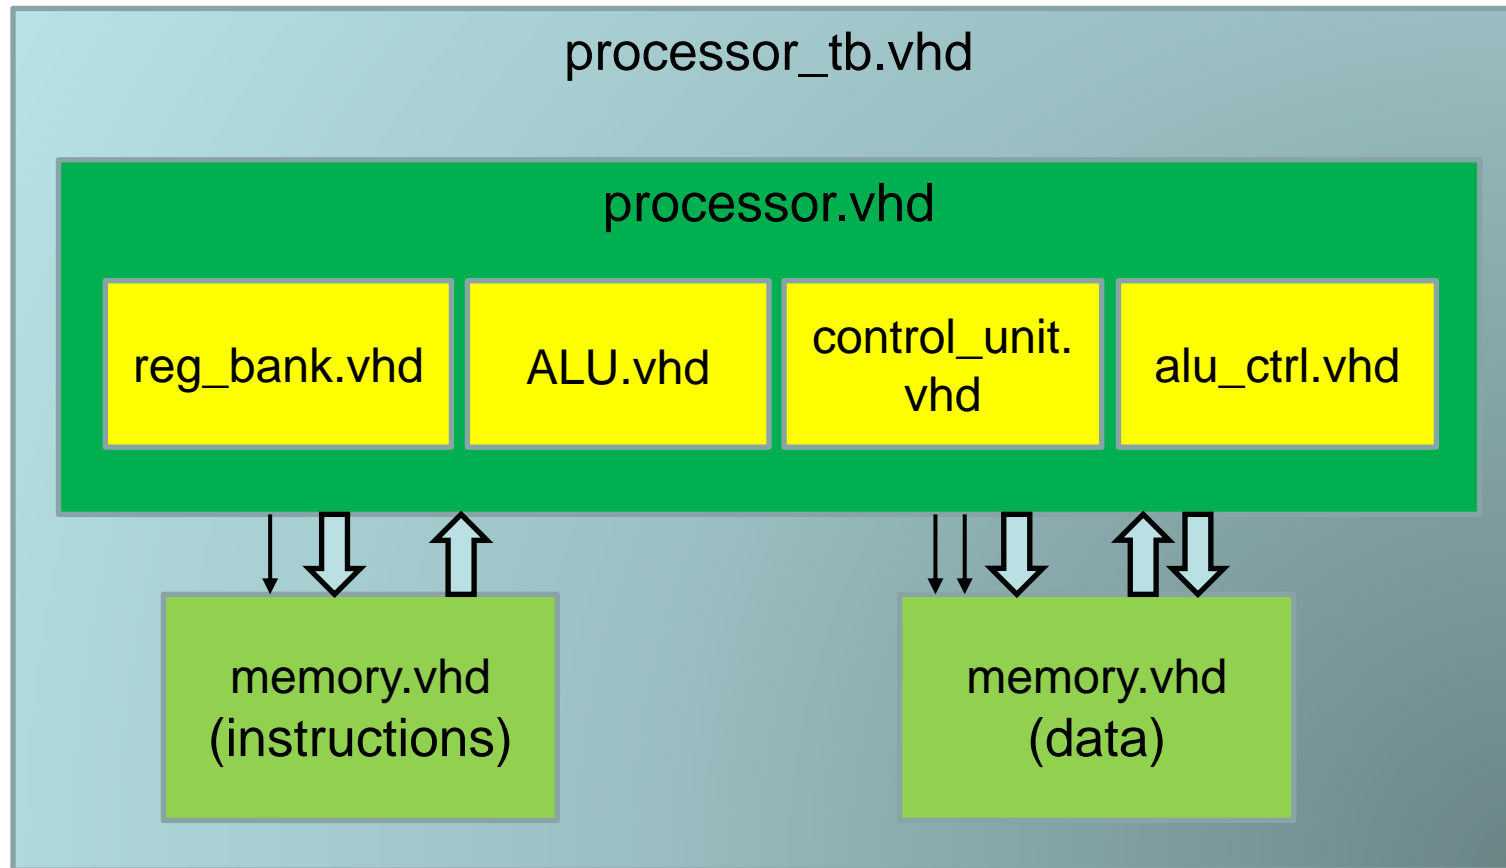 processor_tb.vhd
processor.vhd
reg_bank.vhd
ALU.vhd
control_unit.
vhd
alu_ctrl.vhd
memory.vhd
(instructions)
memory.vhd
(data)